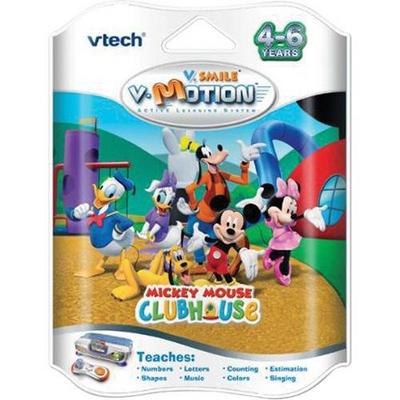 vtech
4-6
YEARS
V.SMILE
V.MOTION
ACTIVE LEARNING SYSTEM
MICKEY MOUSE
CLUBHOUSE
Teaches:
• Numbers • Letters • Counting • Estimation
• Shapes • Music • Colors • Singing